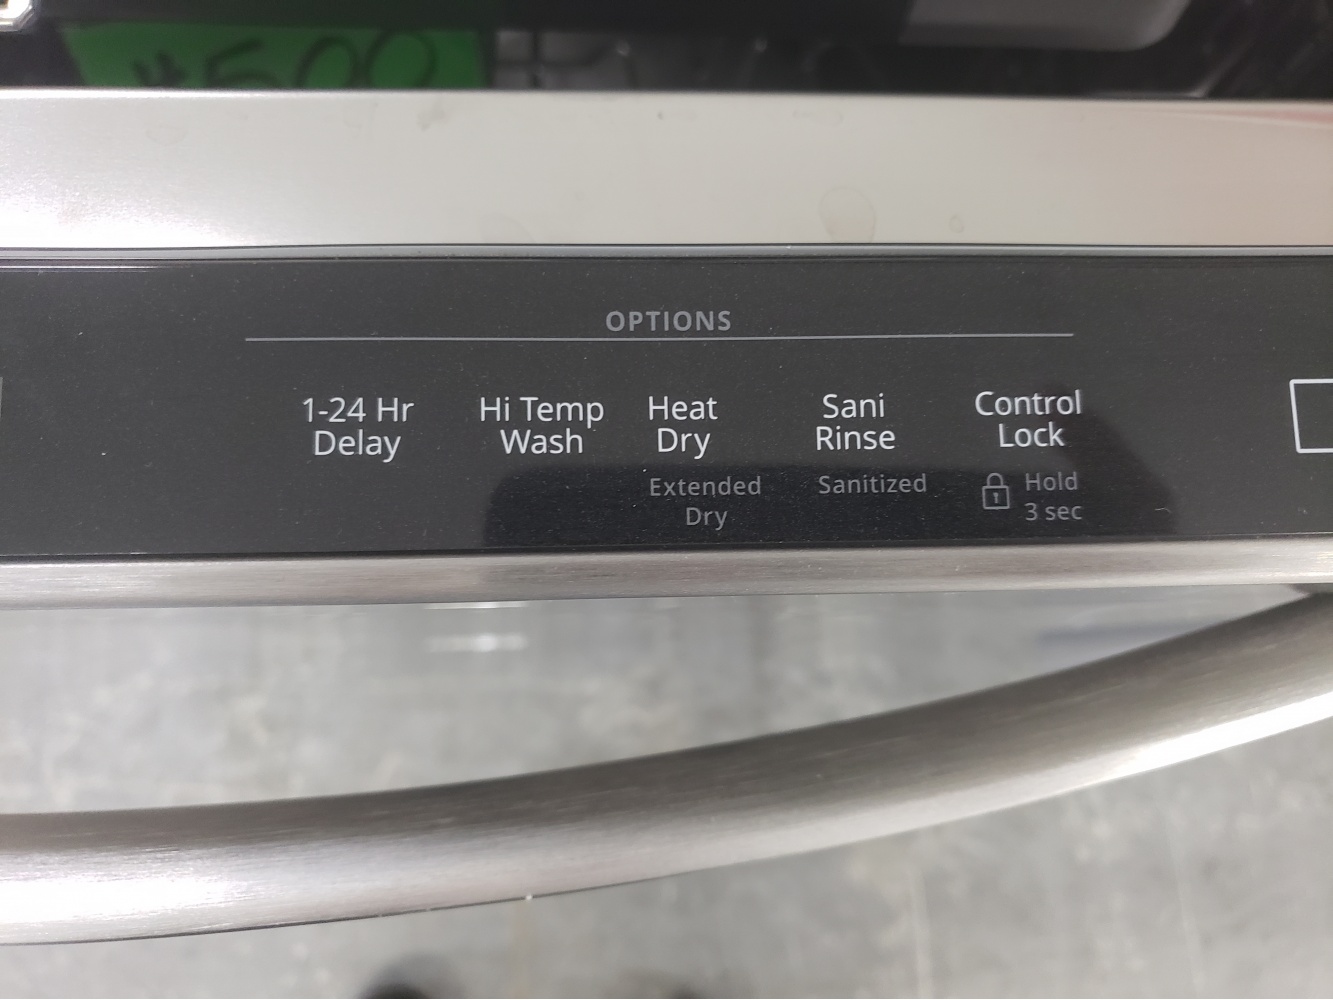 #500
OPTIONS
1-24 Hr Delay
Hi Temp Wash
Heat Dry
Extended Dry
Sani Rinse
Sanitized
Control Lock
Hold 3 sec